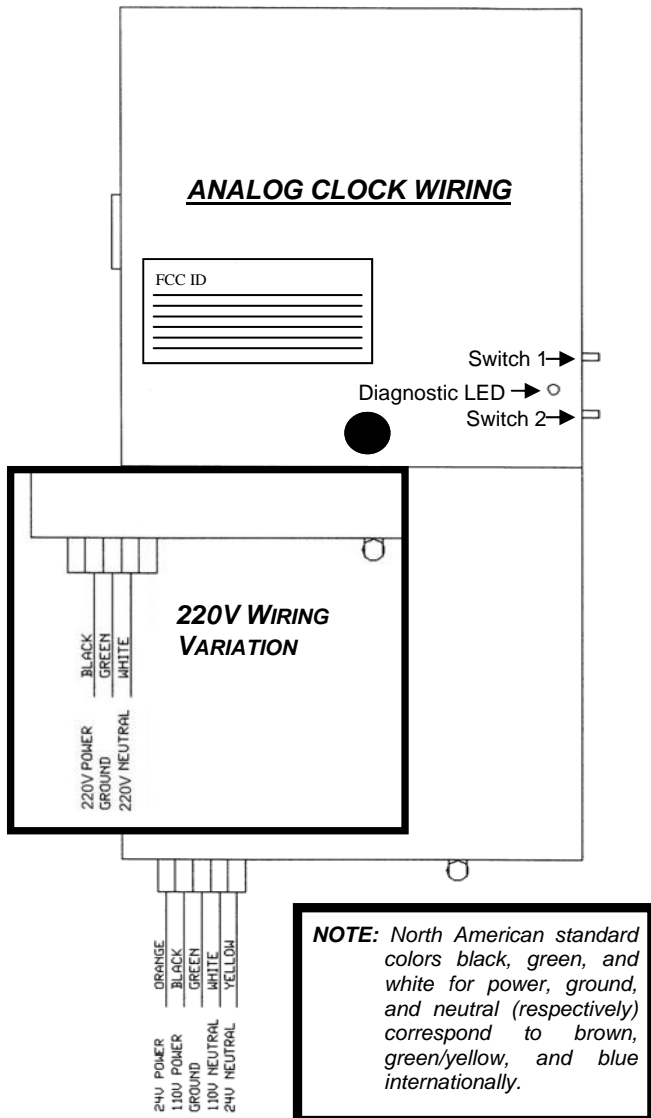 ANALOG CLOCK WIRING
FCC ID
Switch 1
Diagnostic LED
Switch 2
220V WIRING
VARIATION
BLACK
GREEN
WHITE
220V POWER
GROUND
220V NEUTRAL
ORANGE
BLACK
GREEN
WHITE
YELLOW
24V POWER
110V POWER
GROUND
110V NEUTRAL
24V NEUTRAL
NOTE: North American standard
colors black, green, and
white for power, ground,
and neutral (respectively)
correspond to brown,
green/yellow, and blue
internationally.